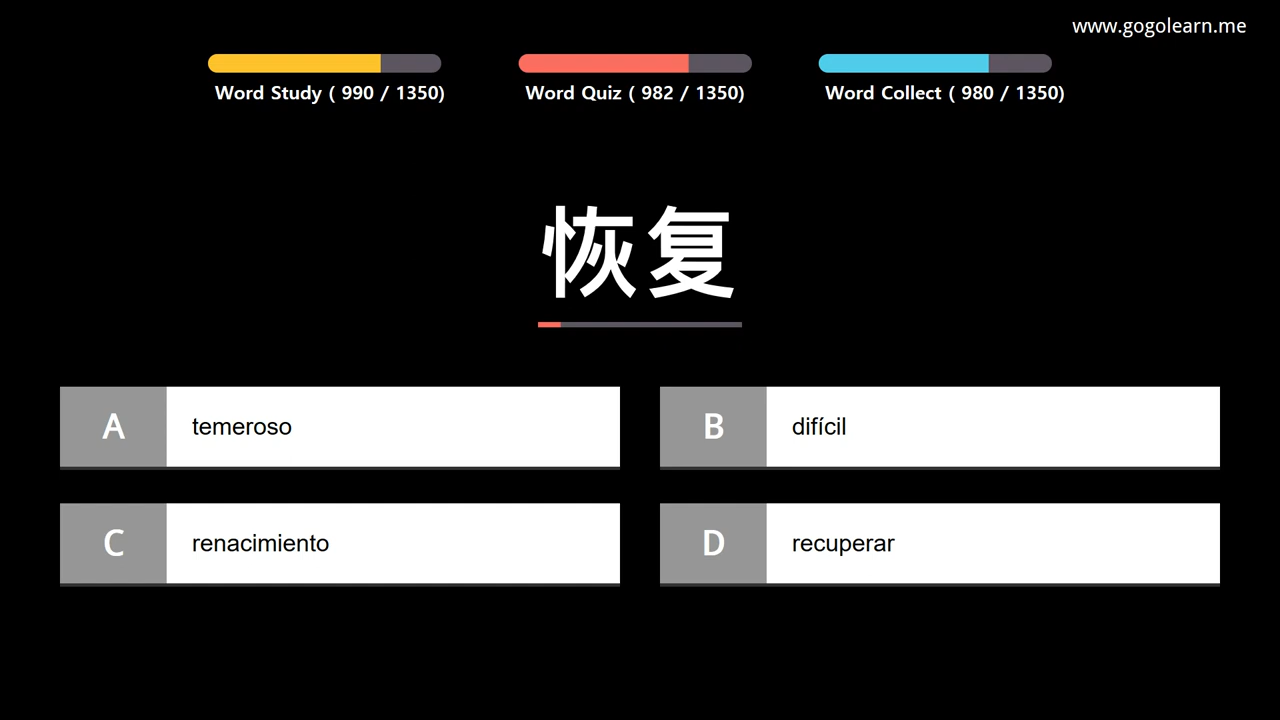 www.gogolearn.me
Word Study ( 990 / 1350)
Word Quiz ( 982 / 1350)
Word Collect ( 980 / 1350)
恢复
A
temeroso
B
difícil
C
renacimiento
D
recuperar